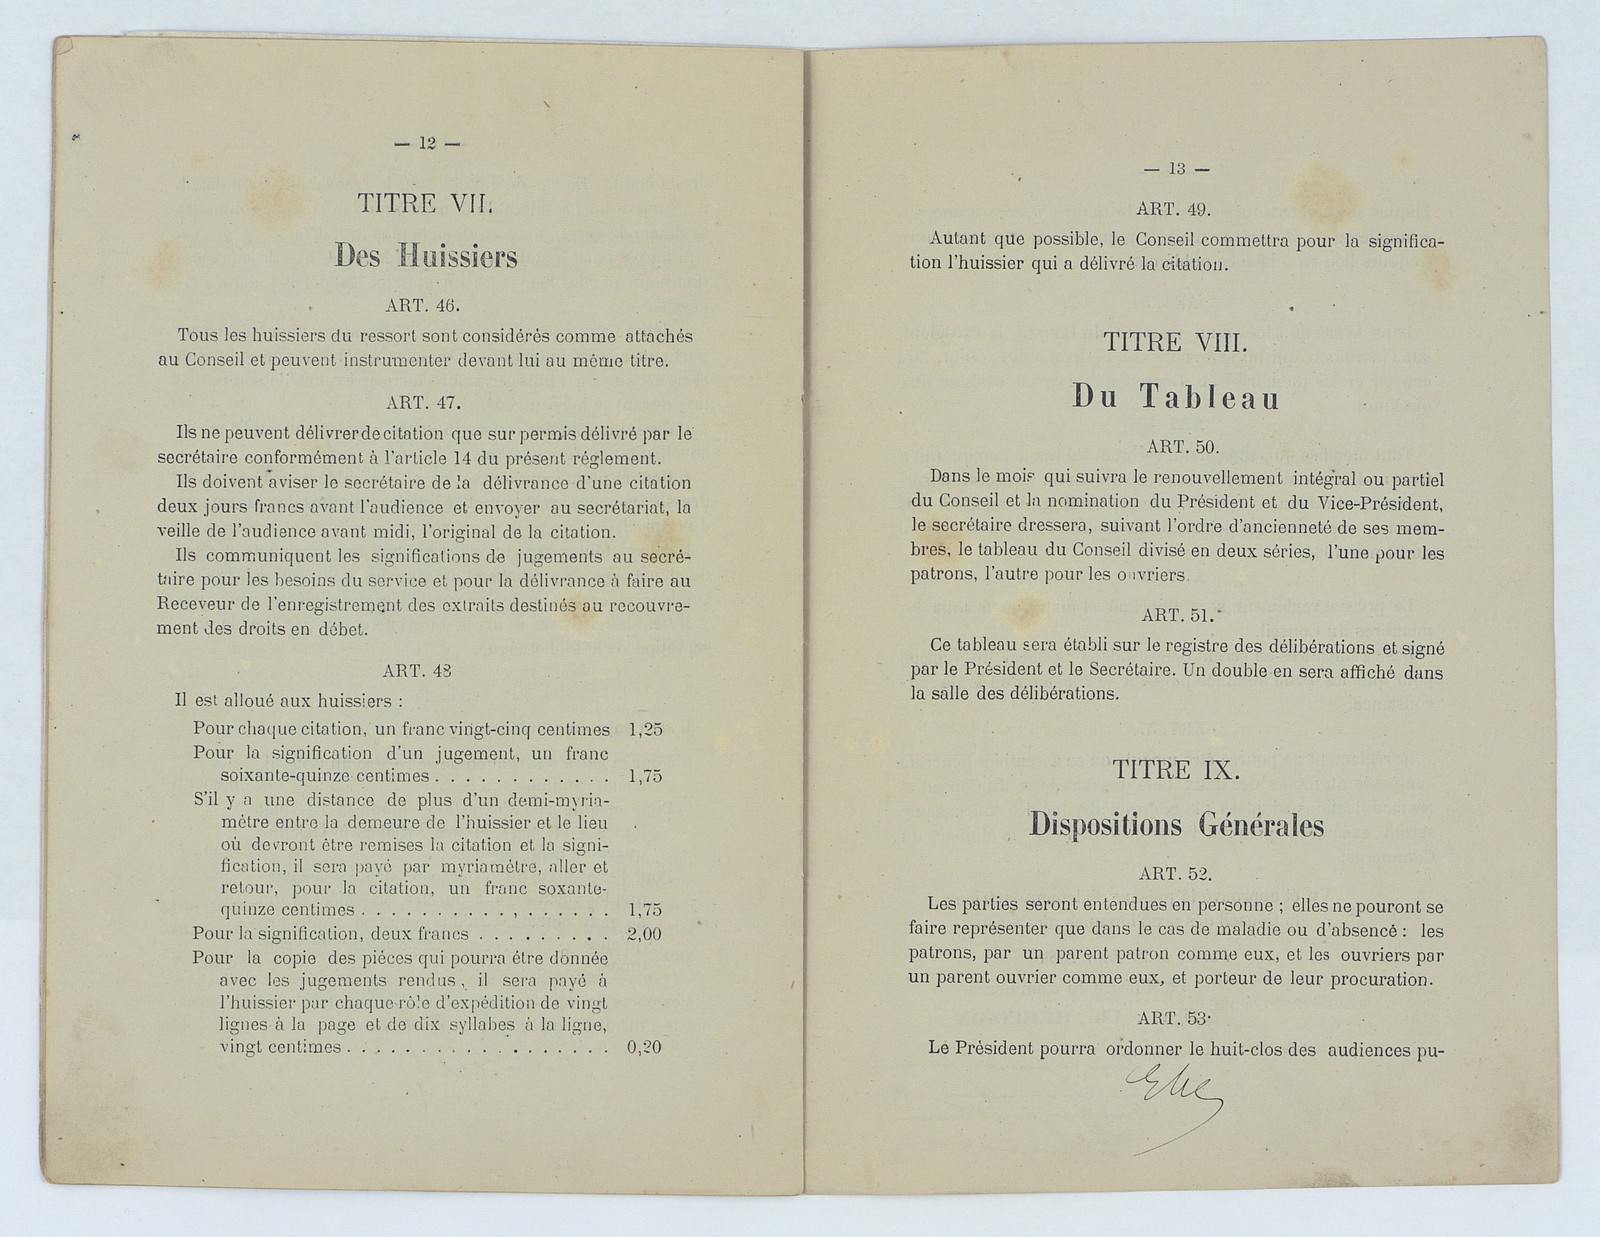 — 12 —
TITRE VII.
Des Huissiers
ART. 46.
Tous les huissiers du ressort sont considérés comme attachés
au Conseil et peuvent instrumenter devant lui au même titre.
ART. 47.
Ils ne peuvent délivrer de citation que sur permis délivré par le
secrétaire conformément à l'article 14 du présent réglement.
Ils doivent aviser le secrétaire de la délivrance d'une citation
deux jours francs avant l'audience et envoyer au secrétariat, la
veille de l'audience avant midi, l'original de la citation.
Ils communiquent les significations de jugements au secré-
taire pour les besoins du service et pour la délivrance à faire au
Receveur de l'enregistrement des extraits destinés au recouvre-
ment des droits en débet.
ART. 48
Il est alloué aux huissiers :
Pour chaque citation, un franc vingt-cinq centimes 1,25
Pour la signification d'un jugement, un franc
soixante-quinze centimes . . . . . . . . . . . . 1,75
S'il y a une distance de plus d'un demi-myria-
mètre entre la demeure de l'huissier et le lieu
où devront être remises la citation et la signi-
fication, il sera payé par myriamètre, aller et
retour, pour la citation, un franc soxante-
quinze centimes . . . . . . . . . . , . . . . . . 1,75
Pour la signification, deux francs . . . . . . . . . 2,00
Pour la copie des piéces qui pourra étre donnée
avec les jugements rendus, il sera payé à
l'huissier par chaque rôle d'expédition de vingt
lignes à la page et de dix syllabes à la ligne,
vingt centimes . . . . . . . . . . . . . . . . . . 0,20
— 13 —
ART. 49.
Autant que possible, le Conseil commettra pour la significa-
tion l'huissier qui a délivré la citation.
TITRE VIII.
Du Tableau
ART. 50.
Dans le mois qui suivra le renouvellement intégral ou partiel
du Conseil et la nomination du Président et du Vice-Président,
le secrétaire dressera, suivant l'ordre d'ancienneté de ses mem-
bres, le tableau du Conseil divisé en deux séries, l'une pour les
patrons, l'autre pour les ouvriers.
ART. 51.
Ce tableau sera établi sur le registre des délibérations et signé
par le Président et le Secrétaire. Un double en sera affiché dans
la salle des délibérations.
TITRE IX.
Dispositions Générales
ART. 52.
Les parties seront entendues en personne ; elles ne pouront se
faire représenter que dans le cas de maladie ou d'absence : les
patrons, par un parent patron comme eux, et les ouvriers par
un parent ouvrier comme eux, et porteur de leur procuration.
ART. 53.
Le Président pourra ordonner le huit-clos des audiences pu-